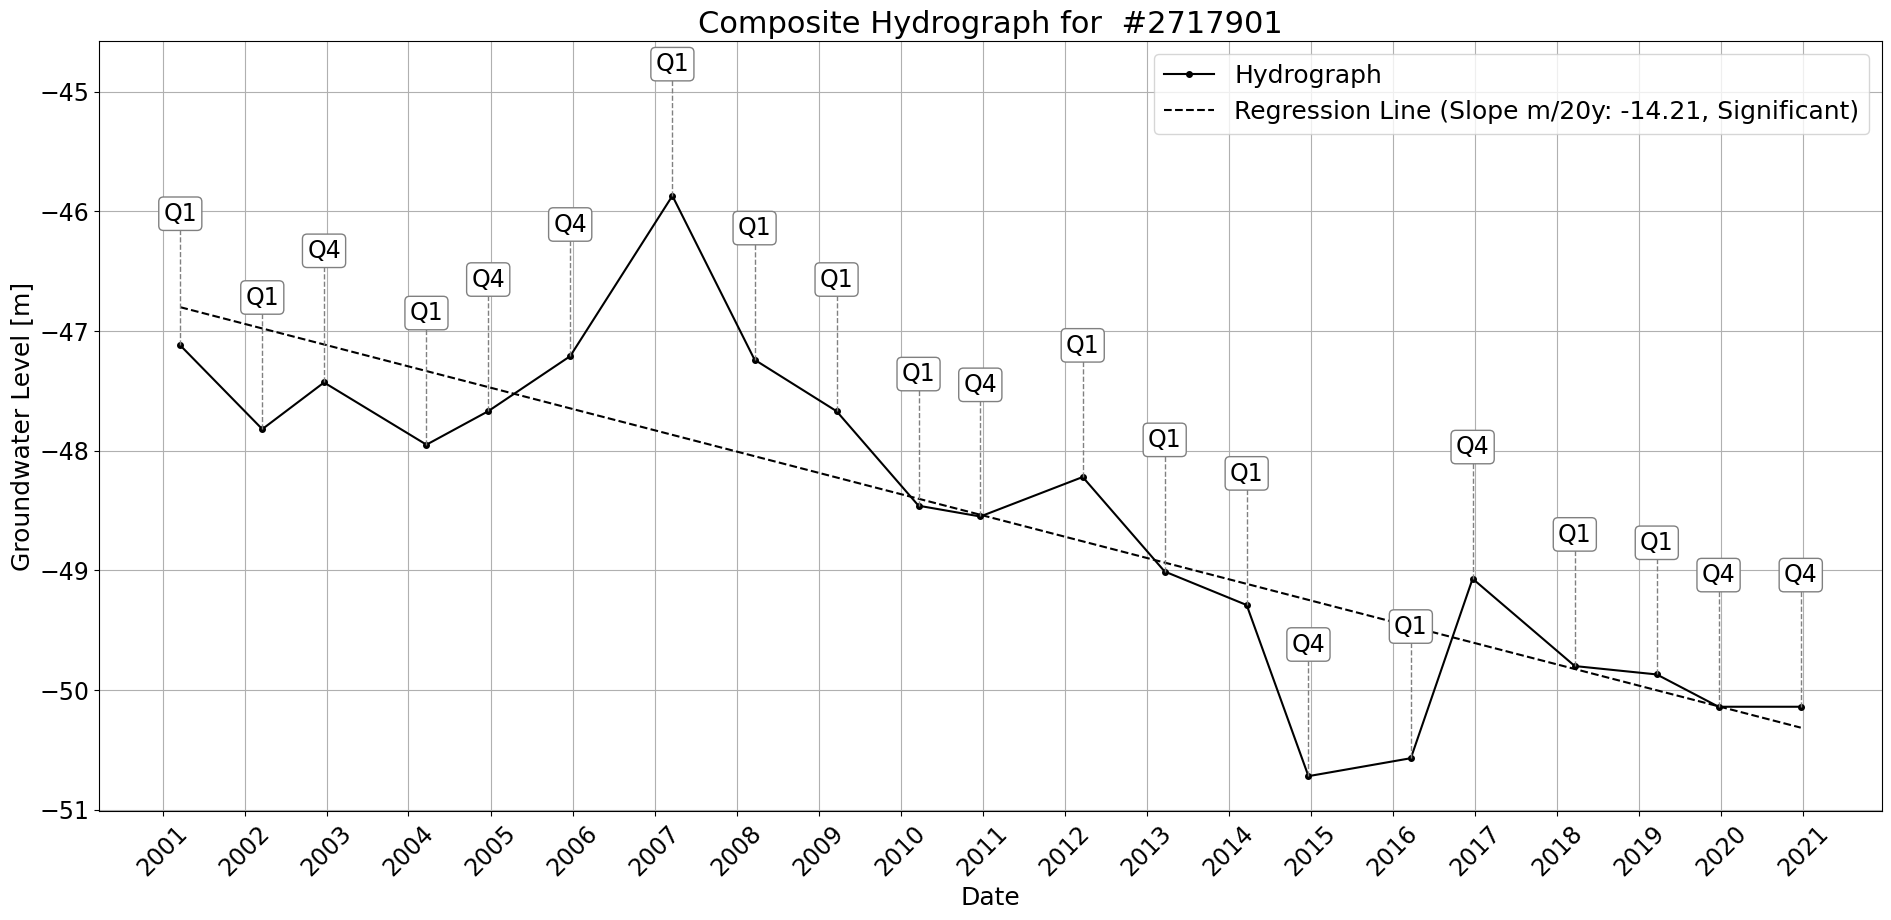 Composite Hydrograph for  #2717901
Hydrograph
Regression Line (Slope m/20y: -14.21, Significant)
Groundwater Level [m]
−45
−46
−47
−48
−49
−50
−51
Q1
Q1
Q4
Q1
Q4
Q4
Q1
Q1
Q1
Q1
Q4
Q1
Q1
Q1
Q4
Q1
Q4
Q1
Q1
Q4
Q4
2001
2002
2003
2004
2005
2006
2007
2008
2009
2010
2011
2012
2013
2014
2015
2016
2017
2018
2019
2020
2021
Date